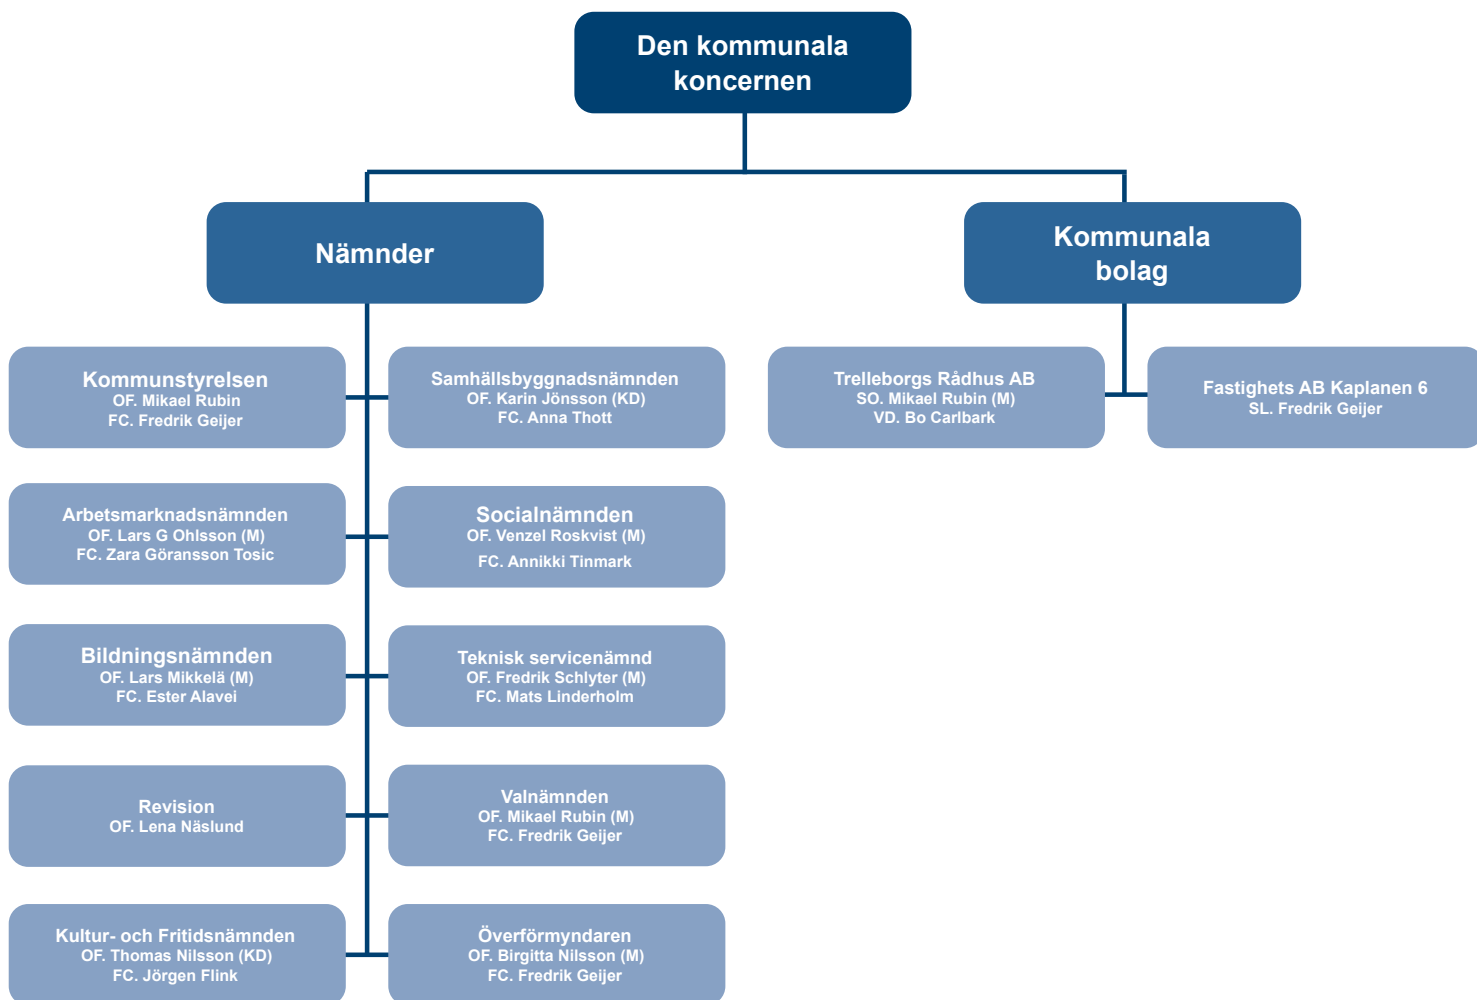 Den kommunala
koncernen
Nämnder
Kommunala
bolag
Kommunstyrelsen
OF. Mikael Rubin
FC. Fredrik Geijer
Samhällsbyggnadsnämnden
OF. Karin Jönsson (KD)
FC. Anna Thott
Trelleborgs Rådhus AB
SO. Mikael Rubin (M)
VD. Bo Carlbark
Fastighets AB Kaplanen 6
SL. Fredrik Geijer
Arbetsmarknadsnämnden
OF. Lars G Ohlsson (M)
FC. Zara Göransson Tosic
Socialnämnden
OF. Venzel Roskvist (M)
FC. Annikki Tinmark
Bildningsnämnden
OF. Lars Mikkelä (M)
FC. Ester Alavei
Teknisk servicenämnd
OF. Fredrik Schlyter (M)
FC. Mats Linderholm
Revision
OF. Lena Näslund
Valnämnden
OF. Mikael Rubin (M)
FC. Fredrik Geijer
Kultur- och Fritidsnämnden
OF. Thomas Nilsson (KD)
FC. Jörgen Flink
Överförmyndaren
OF. Birgitta Nilsson (M)
FC. Fredrik Geijer